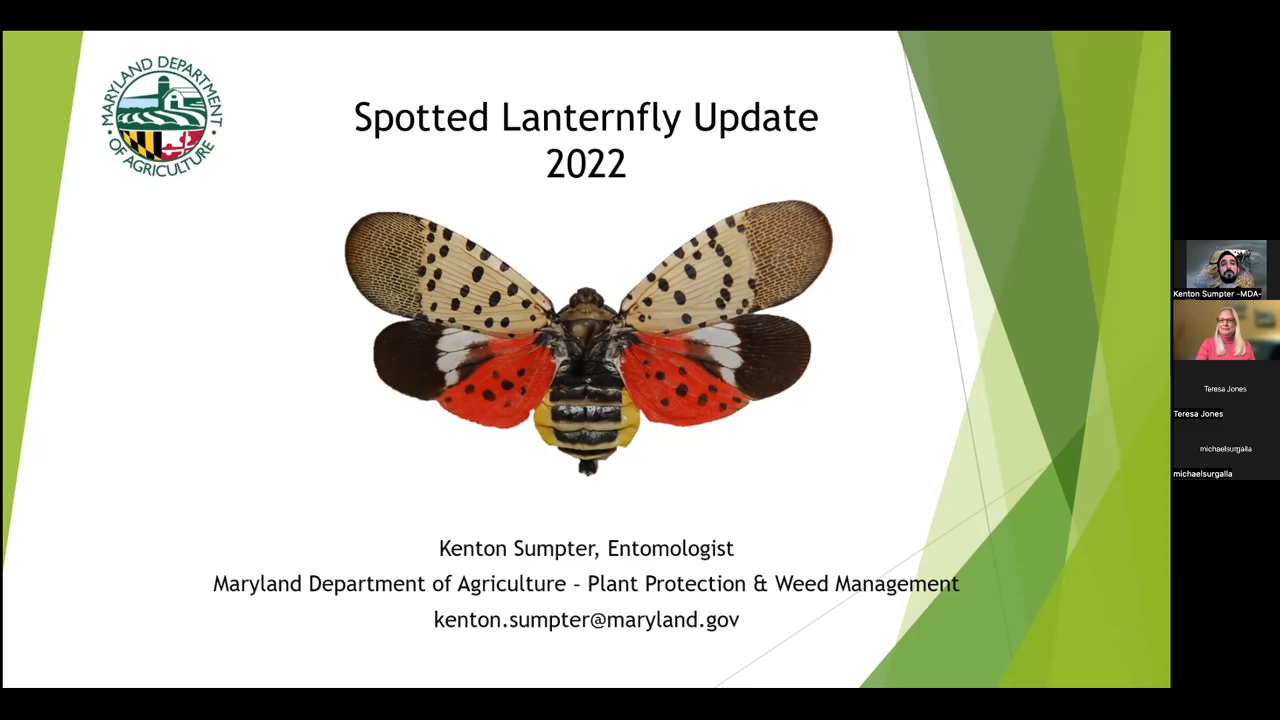 MARYLAND DEPARTMENT
OF AGRICULTURE
Spotted Lanternfly Update
2022
Kenton Sumpter, Entomologist
Maryland Department of Agriculture – Plant Protection & Weed Management
kenton.sumpter@maryland.gov
Kenton Sumpter -MDA-
Teresa Jones
Teresa Jones
michaelsurgalla
michaelsurgalla